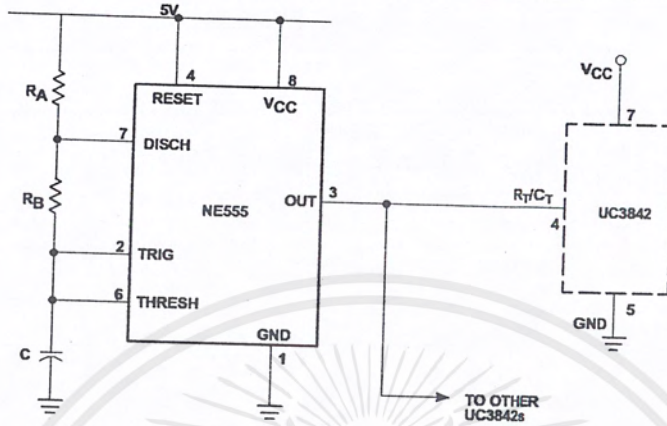 5V
4
8
RESET
VCC
RA
7
DISCH
RB
NE555
OUT
3
2
TRIG
6
THRESH
GND
1
C
VCC
7
RT/CT
4
UC3842
5
GND
TO OTHER
UC3842s